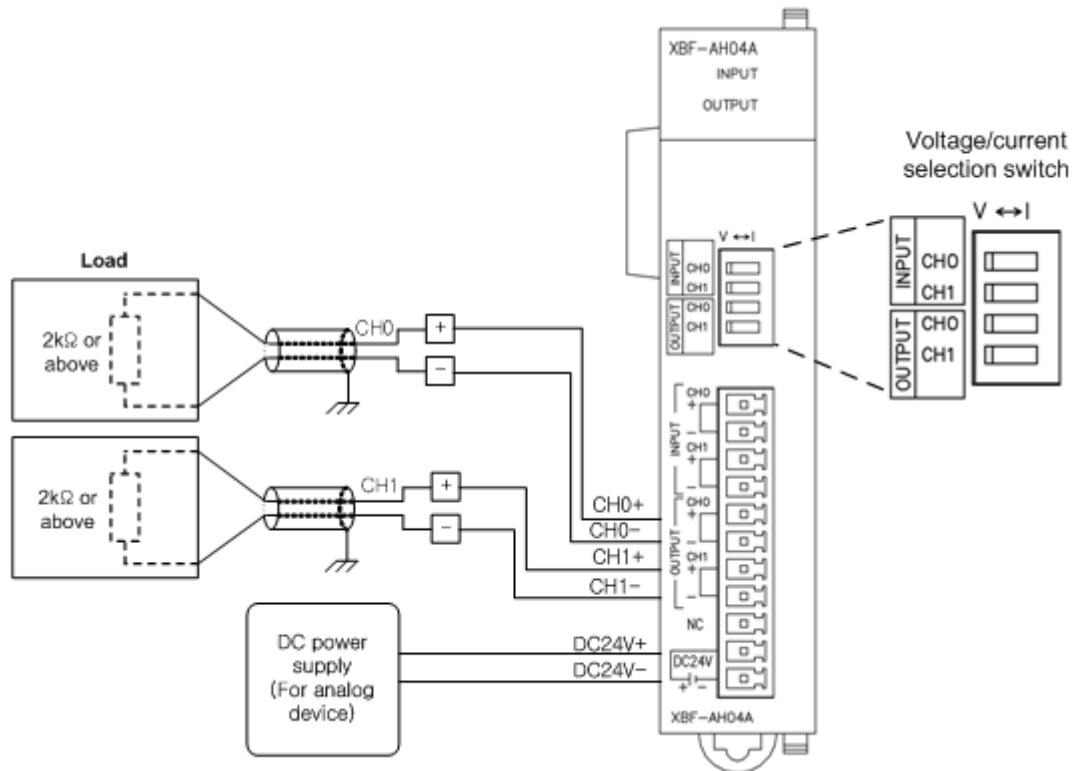 XBF-AH04A
INPUT
OUTPUT
Voltage/current
selection switch
V ↔ I
INPUT
CH0
CH1
OUTPUT
CH0
CH1
V ↔ I
INPUT
CH0
CH1
OUTPUT
CH0
CH1
Load
2kΩ or
above
CH0
+
−
2kΩ or
above
CH1
+
−
CH0+
CH0−
CH1+
CH1−
INPUT
CH0
+
−
CH1
+
−
OUTPUT
CH0
+
−
CH1
+
−
NC
DC24V
+ −
DC power
supply
(For analog
device)
DC24V+
DC24V−
XBF-AH04A